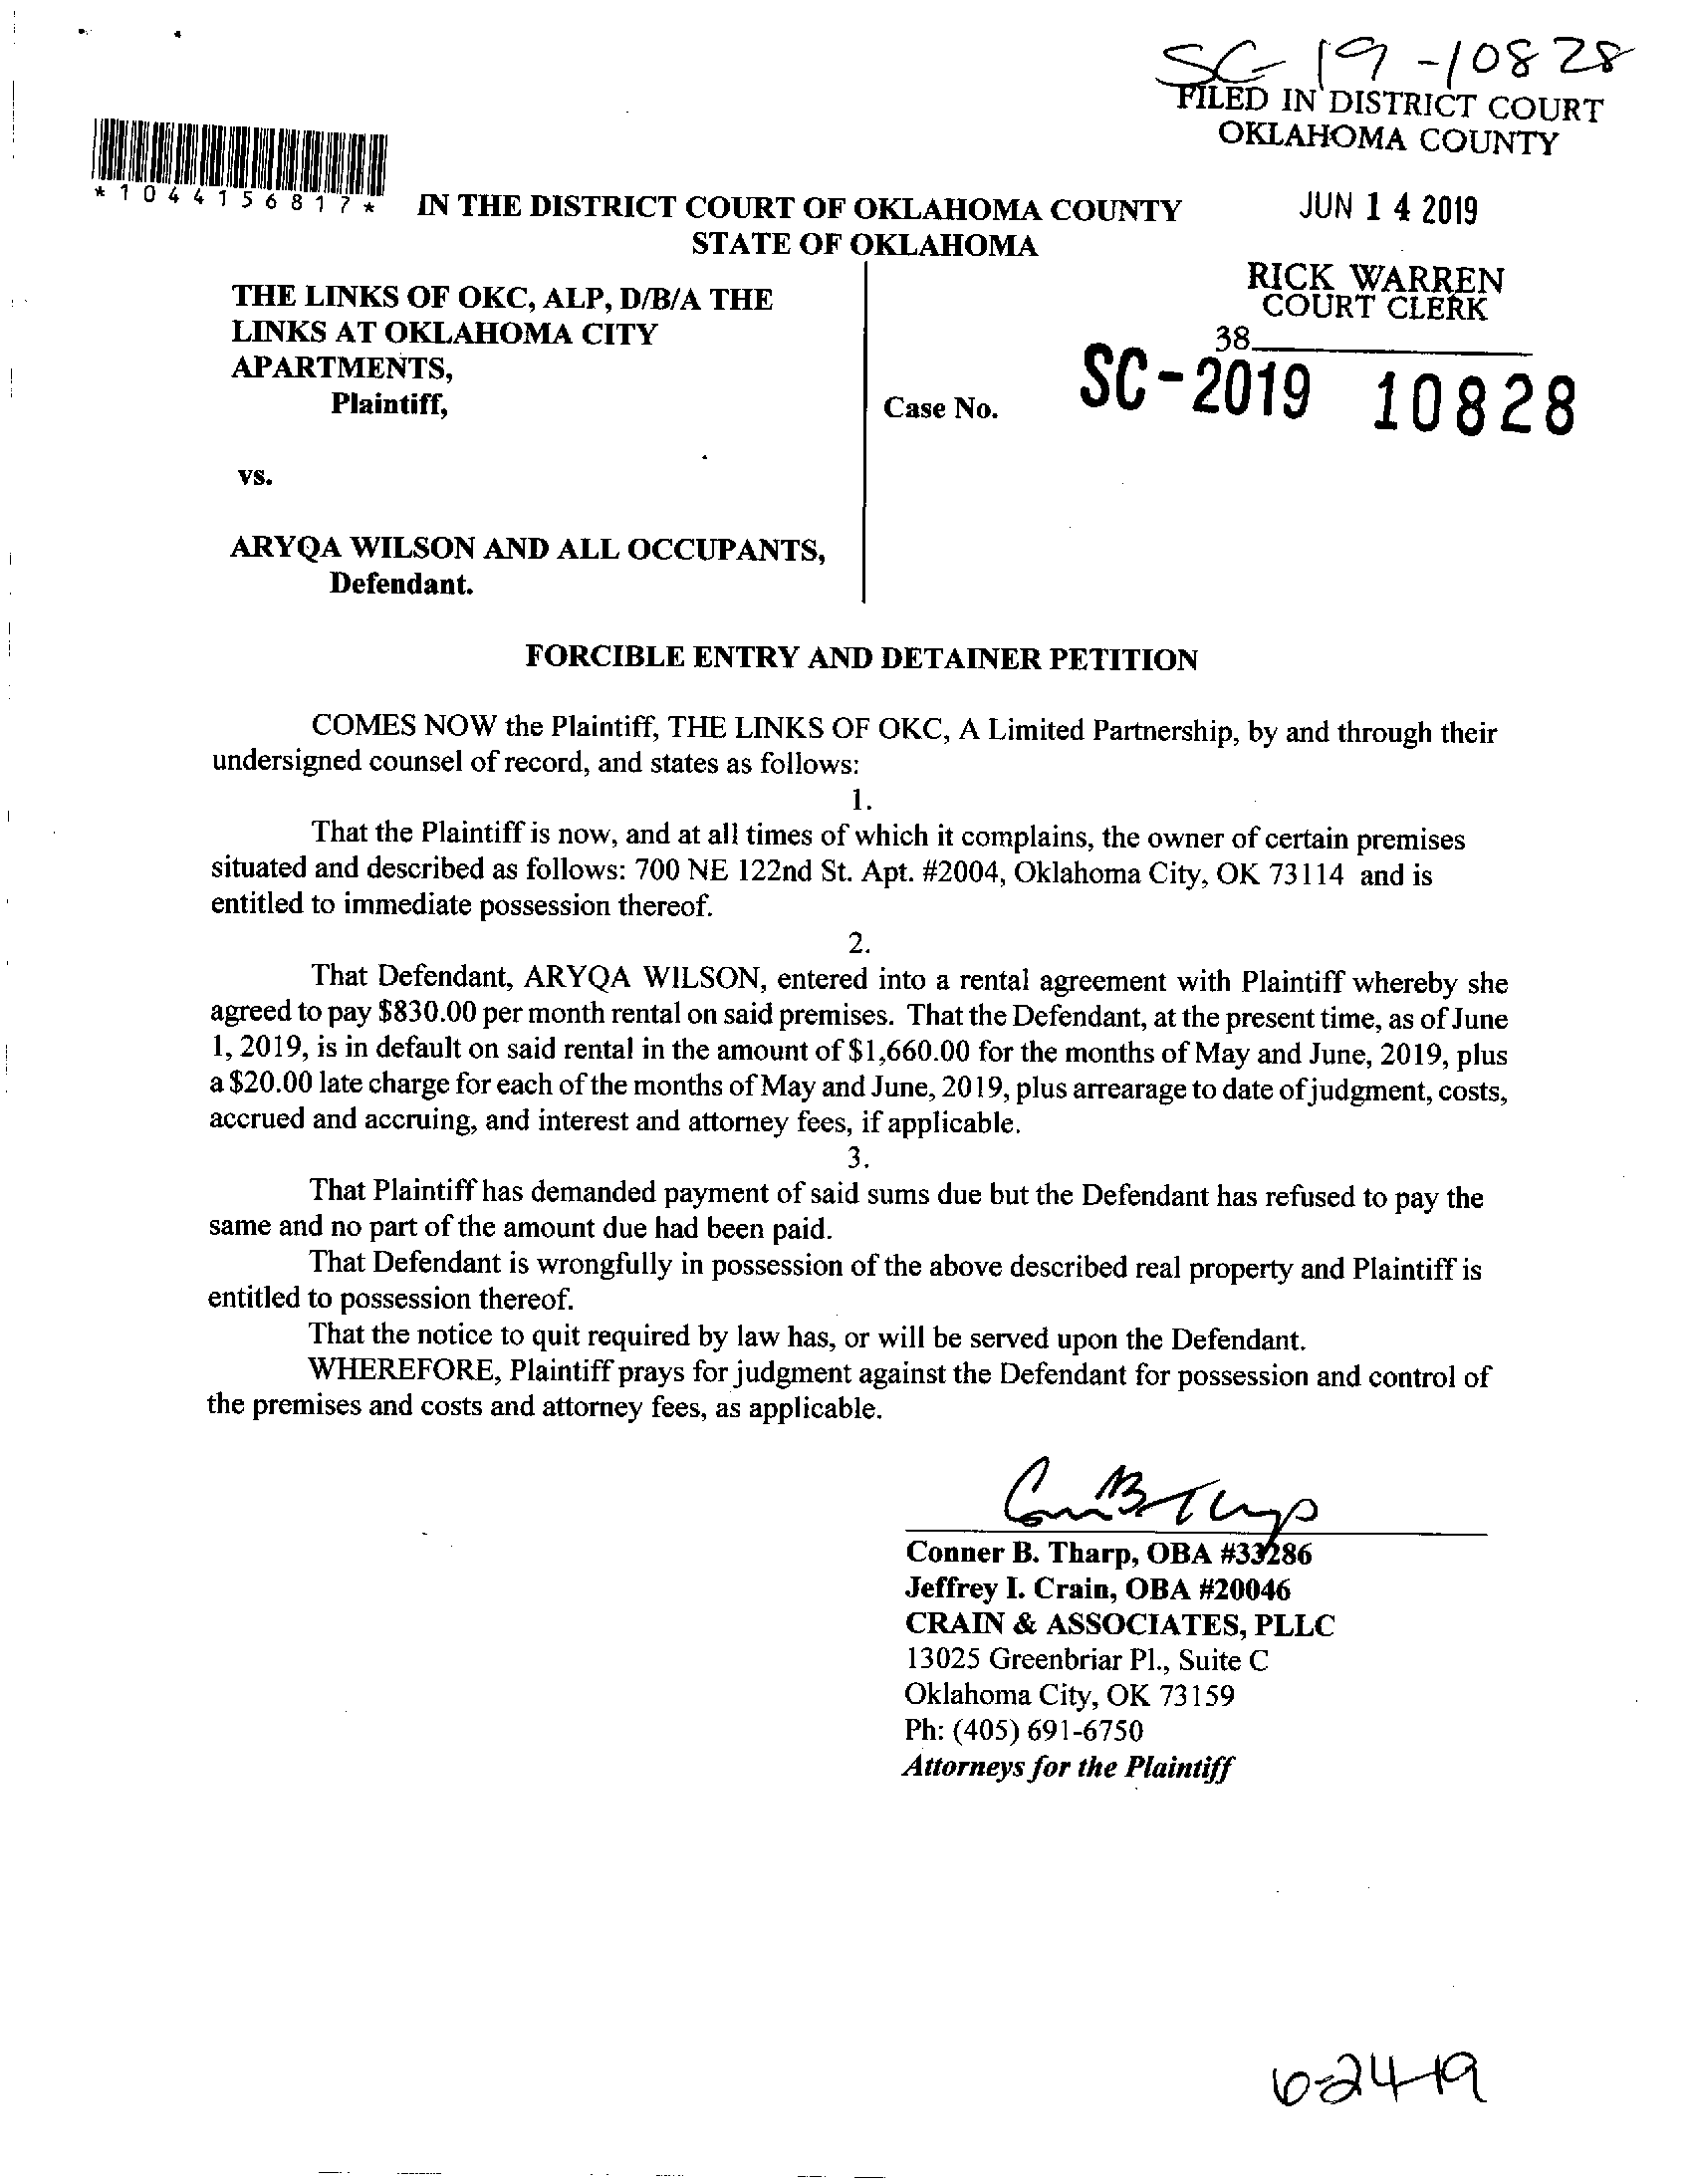 SC-19-10828
FILED IN DISTRICT COURT
OKLAHOMA COUNTY
JUN 14 2019
RICK WARREN
COURT CLERK
38
*1044156817*
IN THE DISTRICT COURT OF OKLAHOMA COUNTY
STATE OF OKLAHOMA
THE LINKS OF OKC, ALP, D/B/A THE
LINKS AT OKLAHOMA CITY
APARTMENTS,
Plaintiff,
Case No.
SC-2019 10828
vs.
ARYQA WILSON AND ALL OCCUPANTS,
Defendant.
FORCIBLE ENTRY AND DETAINER PETITION
COMES NOW the Plaintiff, THE LINKS OF OKC, A Limited Partnership, by and through their
undersigned counsel of record, and states as follows:
1.
That the Plaintiff is now, and at all times of which it complains, the owner of certain premises
situated and described as follows: 700 NE 122nd St. Apt. #2004, Oklahoma City, OK 73114 and is
entitled to immediate possession thereof.
2.
That Defendant, ARYQA WILSON, entered into a rental agreement with Plaintiff whereby she
agreed to pay $830.00 per month rental on said premises. That the Defendant, at the present time, as of June
1, 2019, is in default on said rental in the amount of $1,660.00 for the months of May and June, 2019, plus
a $20.00 late charge for each of the months of May and June, 2019, plus arrearage to date of judgment, costs,
accrued and accruing, and interest and attorney fees, if applicable.
3.
That Plaintiff has demanded payment of said sums due but the Defendant has refused to pay the
same and no part of the amount due had been paid.
That Defendant is wrongfully in possession of the above described real property and Plaintiff is
entitled to possession thereof.
That the notice to quit required by law has, or will be served upon the Defendant.
WHEREFORE, Plaintiff prays for judgment against the Defendant for possession and control of
the premises and costs and attorney fees, as applicable.
Conner B. Tharp, OBA #33286
Jeffrey I. Crain, OBA #20046
CRAIN & ASSOCIATES, PLLC
13025 Greenbriar Pl., Suite C
Oklahoma City, OK 73159
Ph: (405) 691-6750
Attorneys for the Plaintiff
6-24-19